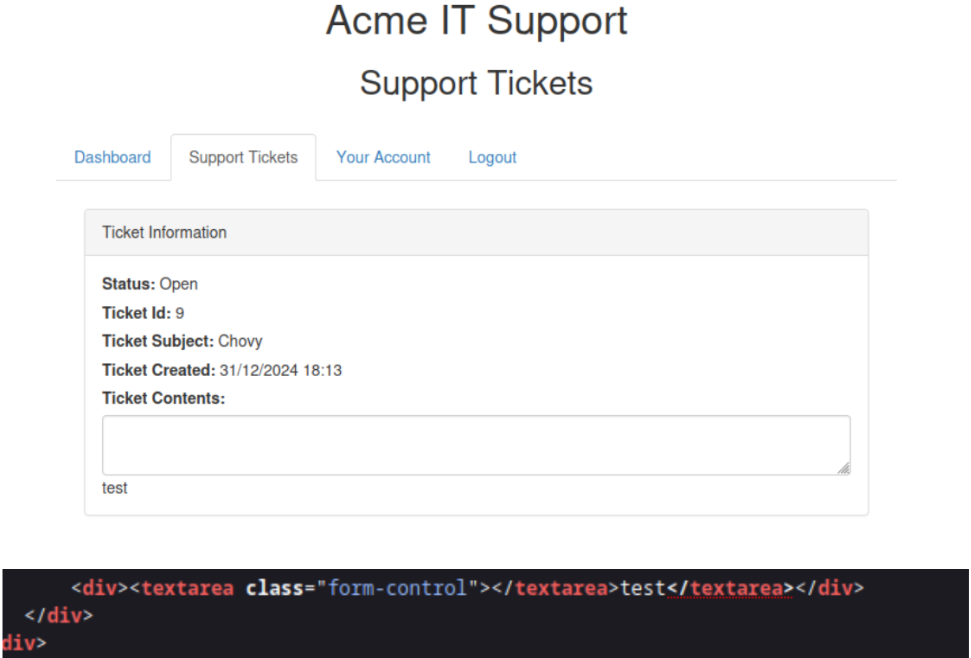 Acme IT Support
Support Tickets
Dashboard Support Tickets Your Account Logout
Ticket Information
Status: Open
Ticket Id: 9
Ticket Subject: Chovy
Ticket Created: 31/12/2024 18:13
Ticket Contents:
test
<div><textarea class="form-control"></textarea>test</textarea></div>
</div>
div>